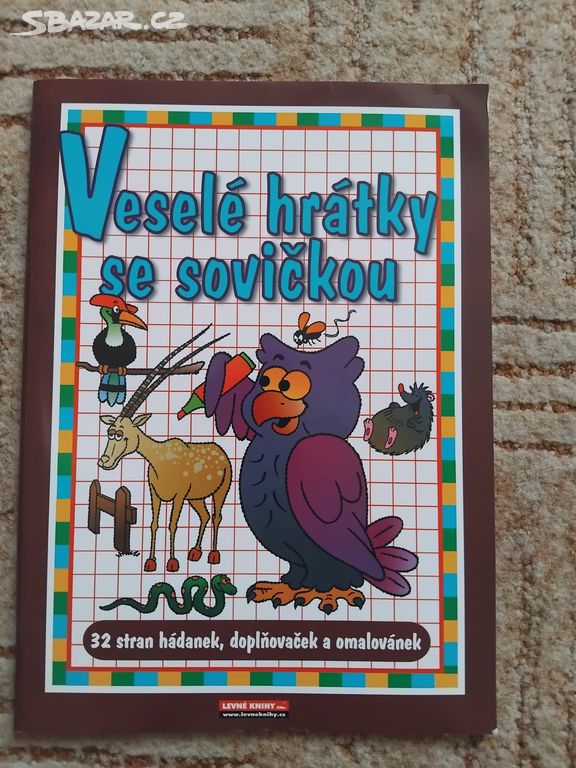 SBAZAR.CZ
Veselé hrátky
se sovičkou
32 stran hádanek, doplňovaček a omalovánek
LEVNÉ KNIHY
www.levneknihy.cz